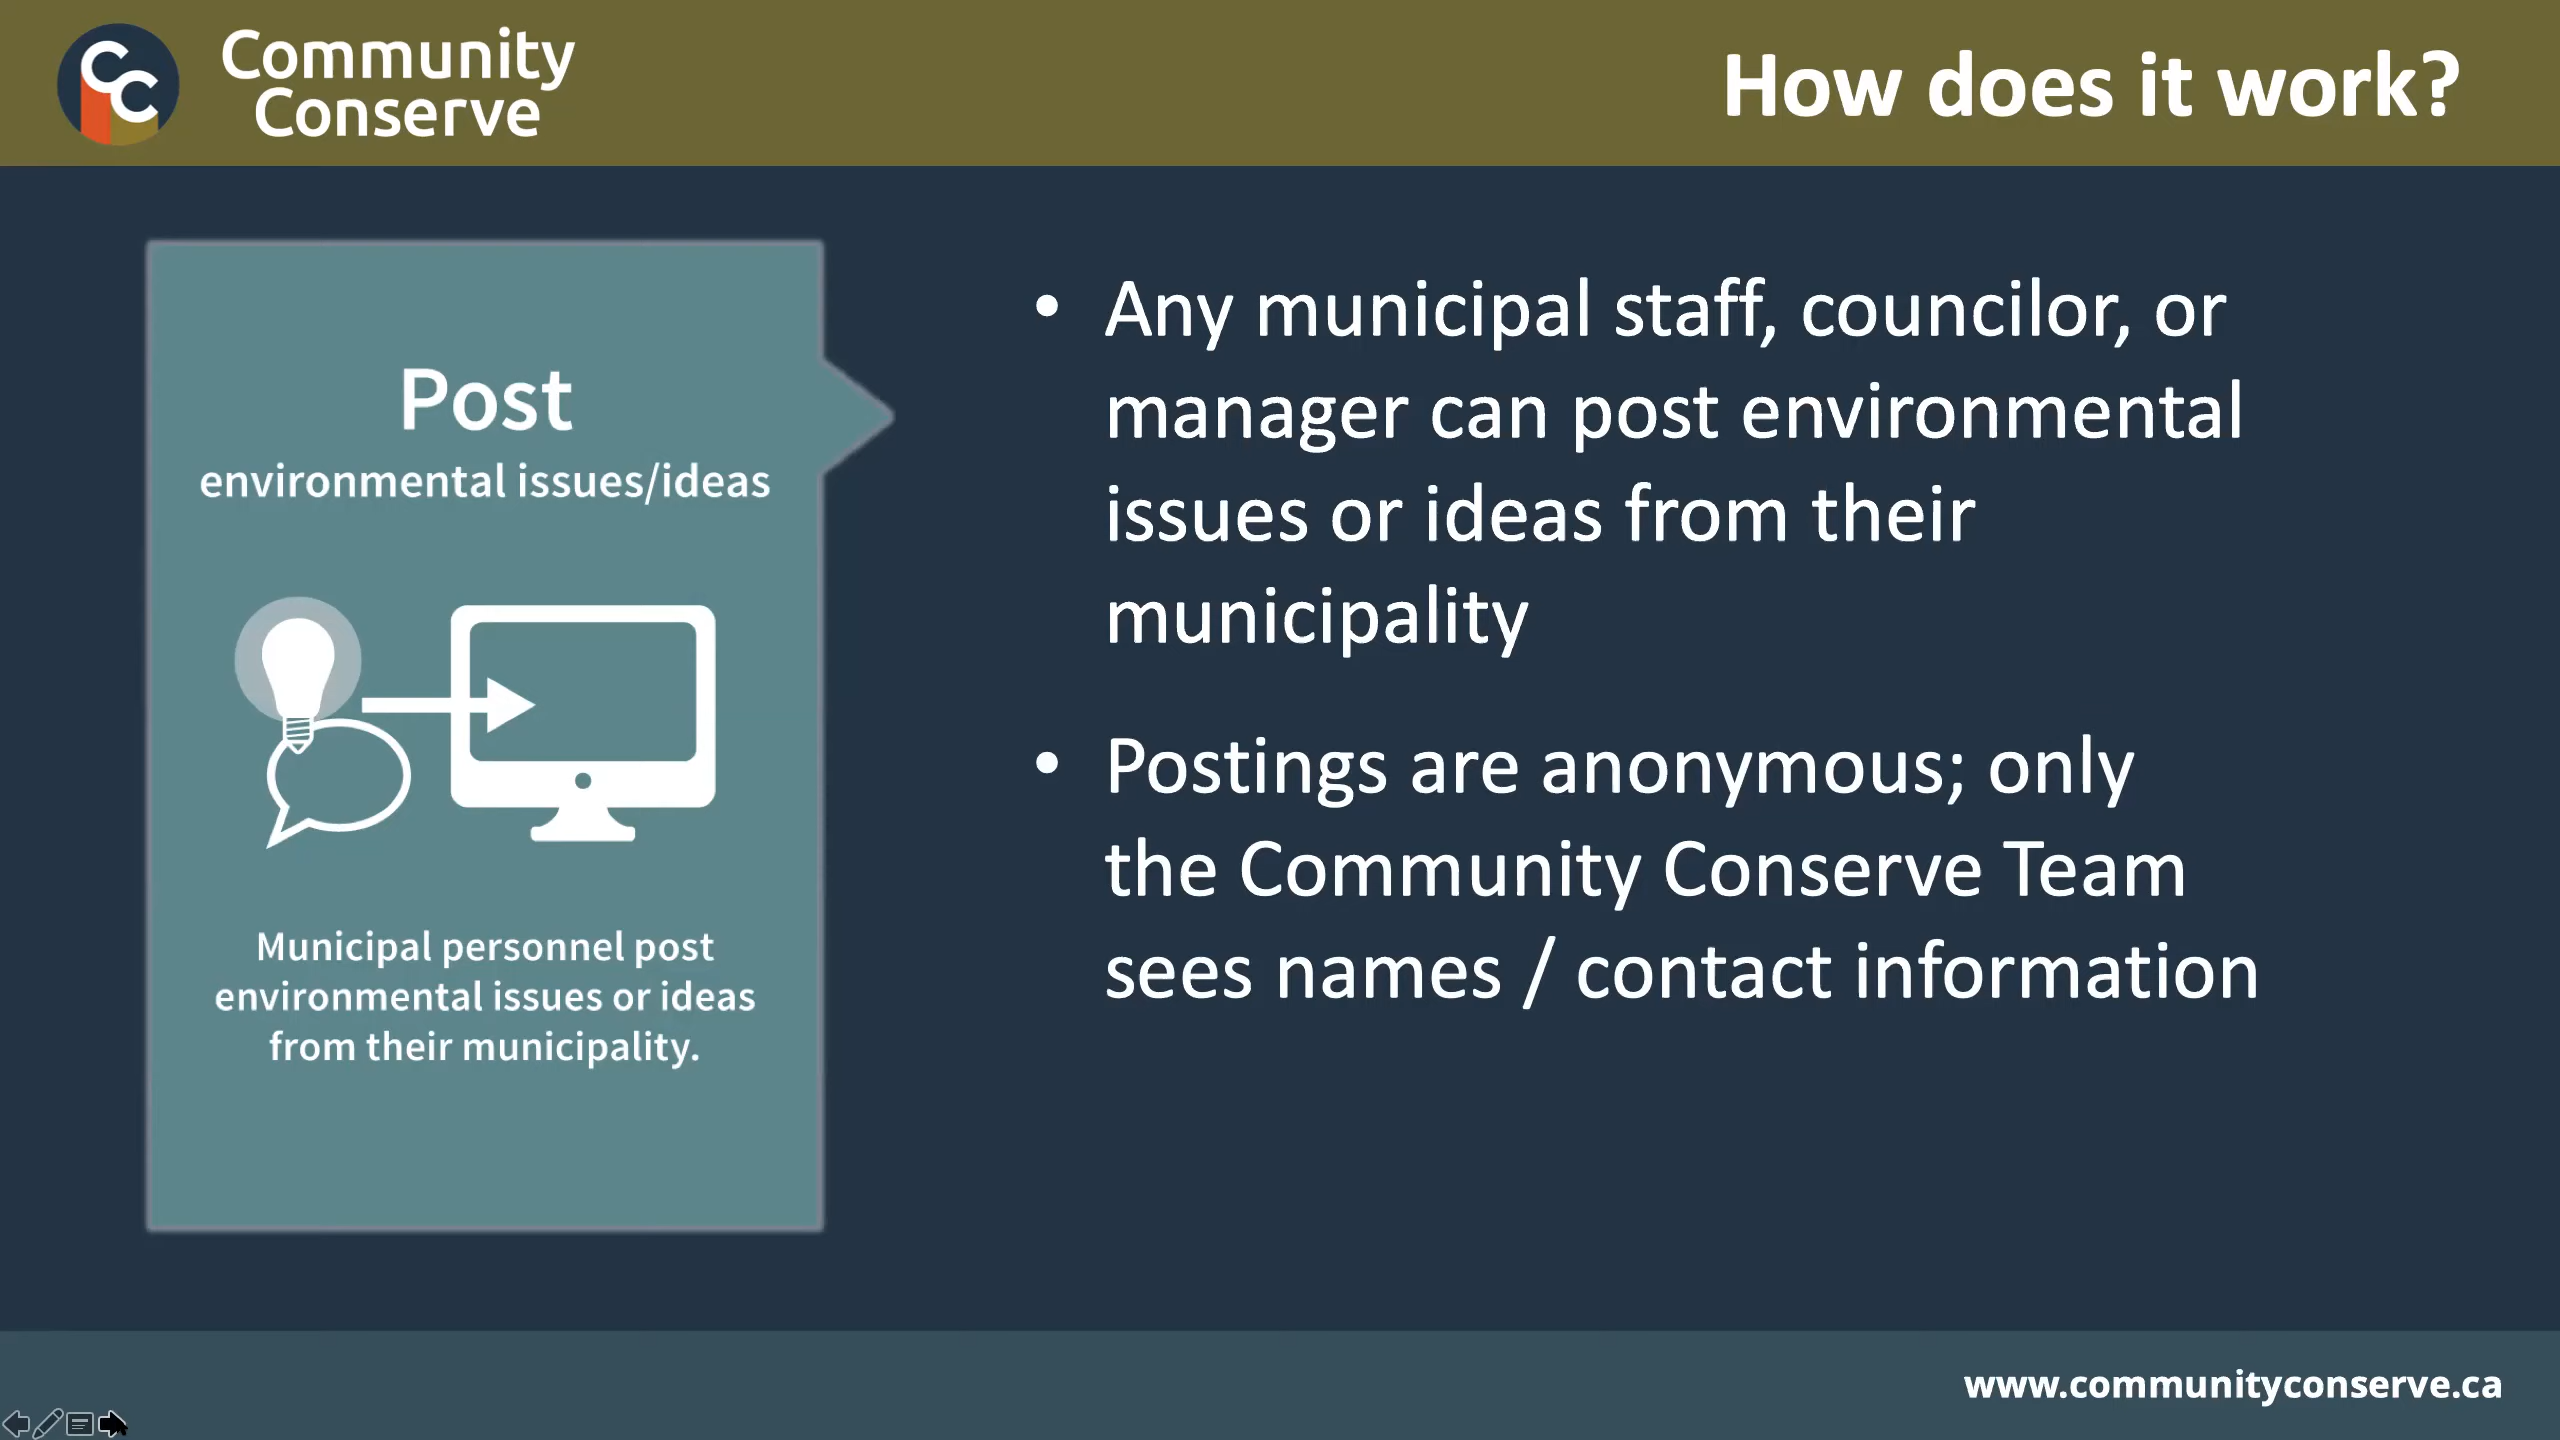 CC
Community
Conserve
How does it work?
Post
environmental issues/ideas
Municipal personnel post
environmental issues or ideas
from their municipality.
• Any municipal staff, councilor, or
manager can post environmental
issues or ideas from their
municipality
• Postings are anonymous; only
the Community Conserve Team
sees names / contact information
www.communityconserve.ca